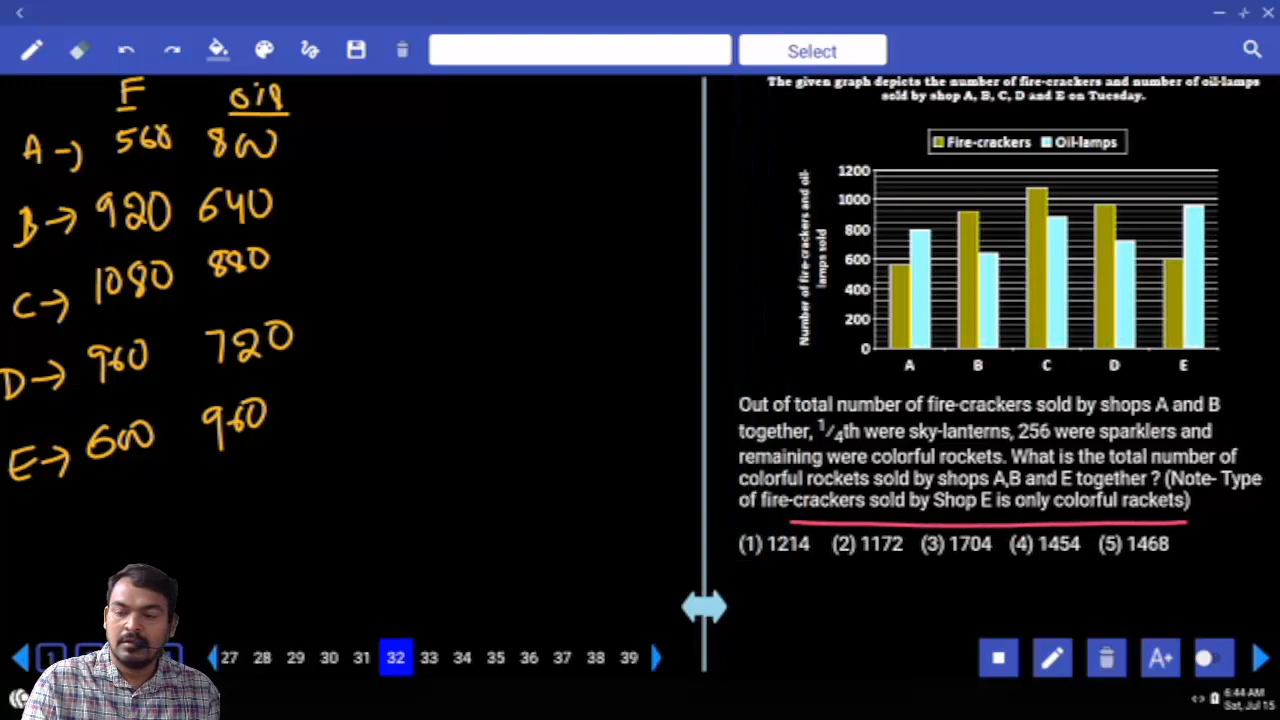 Select
F oil
A → 560 800
B → 920 640
C → 1080 880
D → 960 720
E → 600 960
The given graph depicts the number of fire-crackers and number of oil-lamps
sold by shop A, B, C, D and E on Tuesday.
Fire-crackers Oil-lamps
Number of fire-crackers and oil-
lamps sold
1200
1000
800
600
400
200
0
A B C D E
Out of total number of fire-crackers sold by shops A and B
together, 1/4th were sky-lanterns, 256 were sparklers and
remaining were colorful rockets. What is the total number of
colorful rockets sold by shops A,B and E together ? (Note- Type
of fire-crackers sold by Shop E is only colorful rackets)
(1) 1214 (2) 1172 (3) 1704 (4) 1454 (5) 1468
27 28 29 30 31 32 33 34 35 36 37 38 39
A+
6:44 AM
Sat, Jul 15